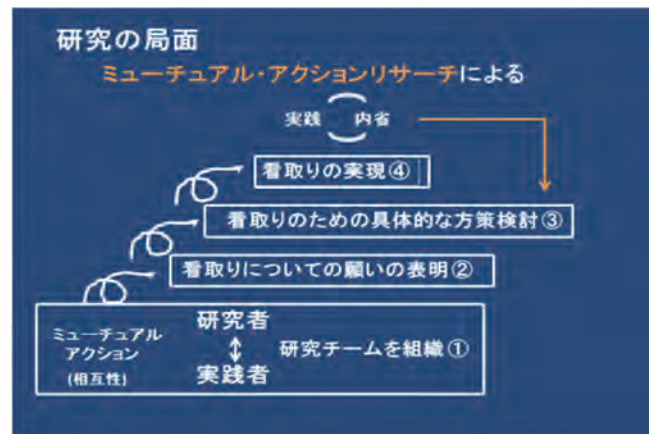 研究の局面
ミューチュアル・アクションリサーチによる
実践 内省
看取りの実現④
看取りのための具体的な方策検討③
看取りについての願いの表明②
ミューチュアル
アクション
(相互性)
研究者
実践者
研究チームを組織①